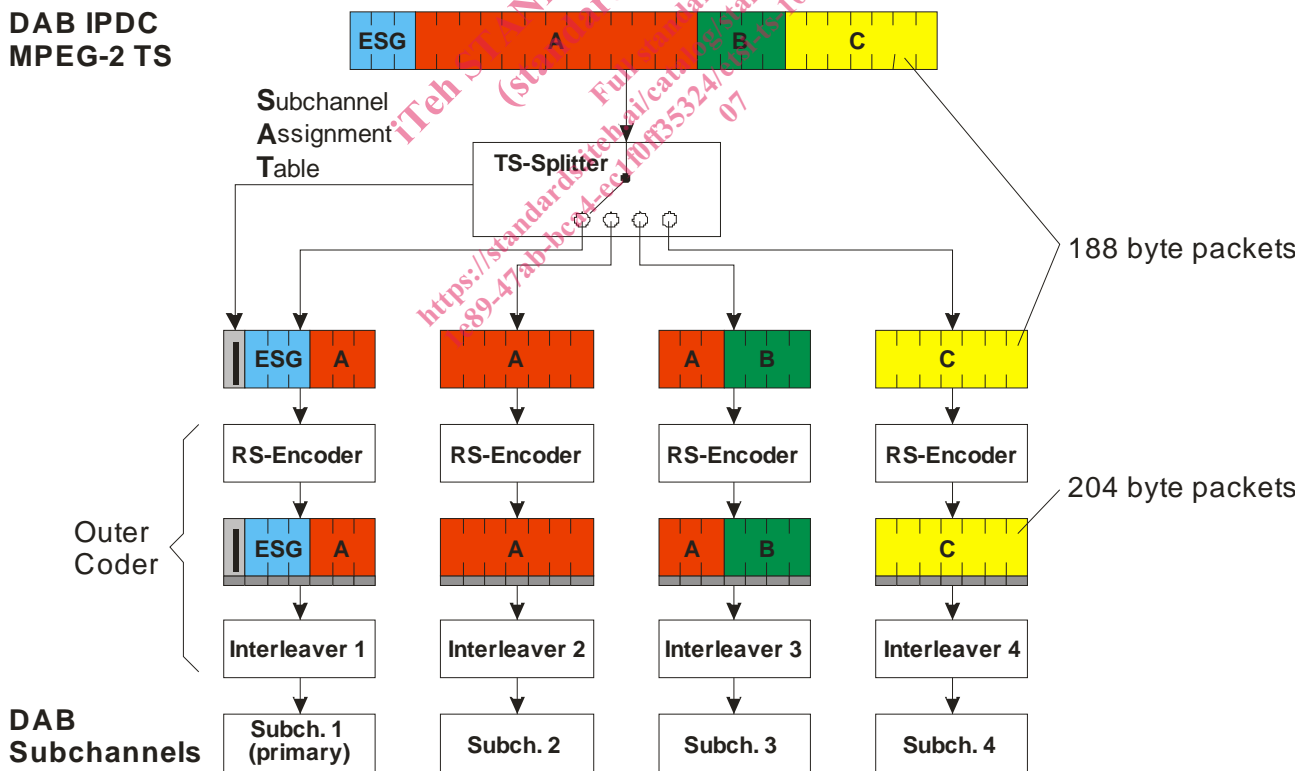 DAB IPDC
MPEG-2 TS
ESG
A
B
C
Subchannel
Assignment
Table
TS-Splitter
188 byte packets
ESG
A
A
A
B
C
RS-Encoder
RS-Encoder
RS-Encoder
RS-Encoder
204 byte packets
Outer
Coder
ESG
A
A
A
B
C
Interleaver 1
Interleaver 2
Interleaver 3
Interleaver 4
DAB
Subchannels
Subch. 1
(primary)
Subch. 2
Subch. 3
Subch. 4
iTeh
07